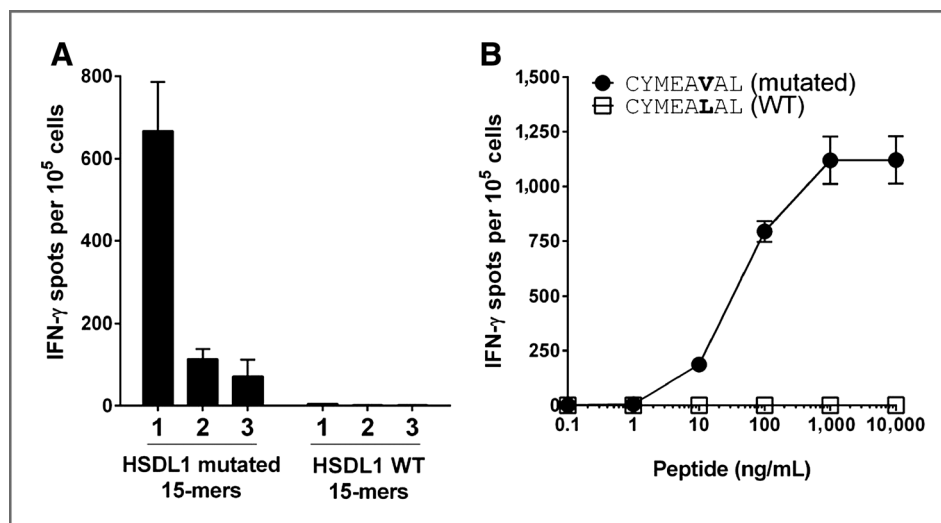 A
IFN-γ spots per 10⁵ cells
800
600
400
200
0
1 2 3 1 2 3
HSDL1 mutated HSDL1 WT
15-mers 15-mers
B
IFN-γ spots per 10⁵ cells
1,500
1,250
1,000
750
500
250
0
CYMEAVAL (mutated)
CYMEALAL (WT)
0.1 1 10 100 1,000 10,000
Peptide (ng/mL)